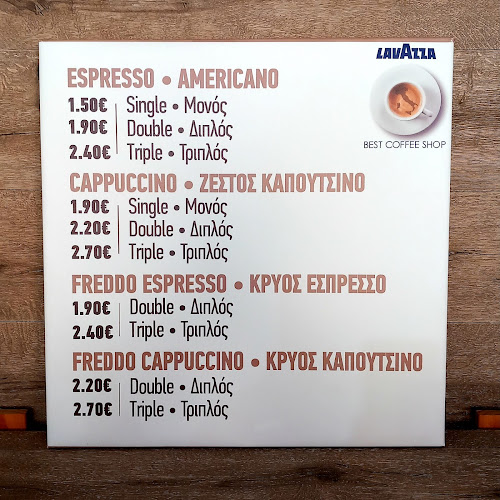 LAVAZZA
BEST COFFEE SHOP
ESPRESSO • AMERICANO
1.50€ Single • Μονός
1.90€ Double • Διπλός
2.40€ Triple • Τριπλός
CAPPUCCINO • ΖΕΣΤΟΣ ΚΑΠΟΥΤΣΙΝΟ
1.90€ Single • Μονός
2.20€ Double • Διπλός
2.70€ Triple • Τριπλός
FREDDO ESPRESSO • ΚΡΥΟΣ ΕΣΠΡΕΣΣΟ
1.90€ Double • Διπλός
2.40€ Triple • Τριπλός
FREDDO CAPPUCCINO • ΚΡΥΟΣ ΚΑΠΟΥΤΣΙΝΟ
2.20€ Double • Διπλός
2.70€ Triple • Τριπλός